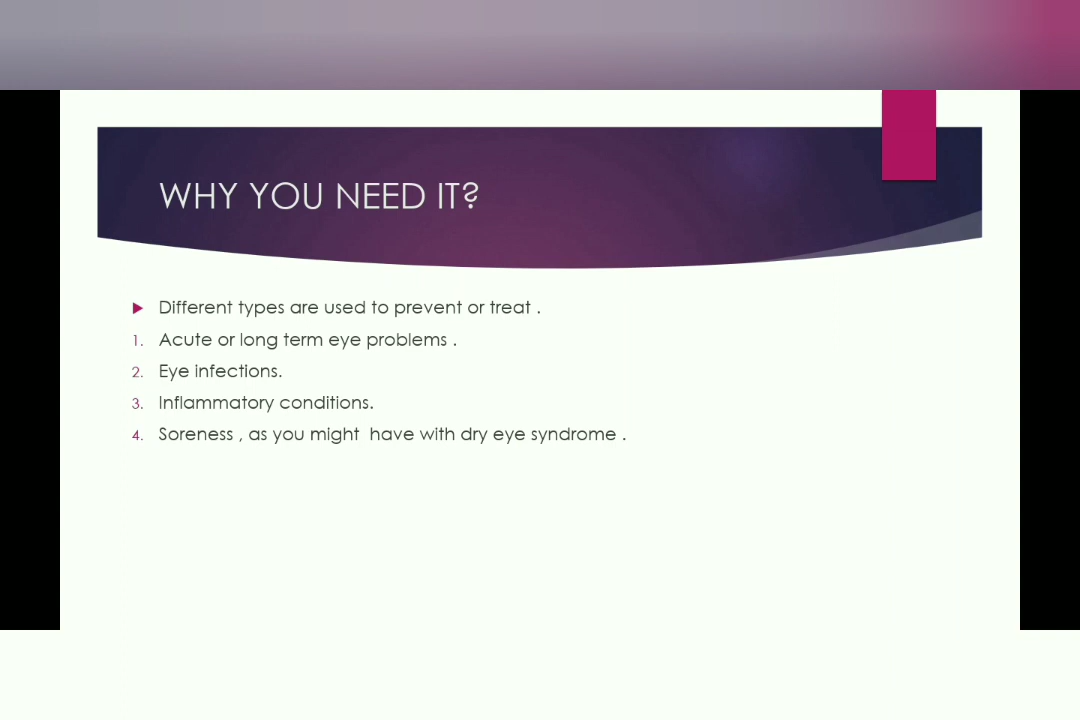 WHY YOU NEED IT?
Different types are used to prevent or treat .
1. Acute or long term eye problems .
2. Eye infections.
3. Inflammatory conditions.
4. Soreness , as you might  have with dry eye syndrome .